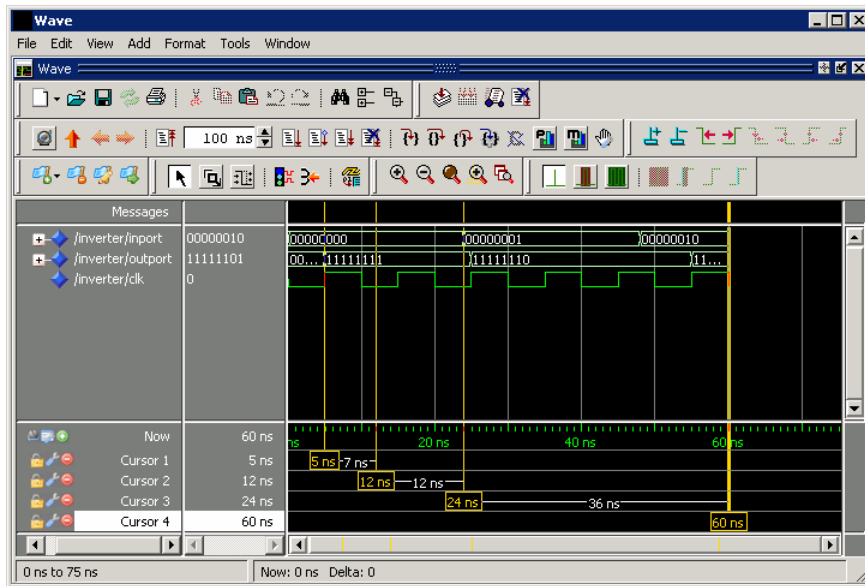 Wave
File Edit View Add Format Tools Window
Wave
100 ns
Messages
/inverter/inport 00000010 00000000 00000001 00000010
/inverter/outport 11111101 00... 11111111 11111110 11...
/inverter/clk 0
Now 60 ns ns 20 ns 40 ns 60 ns
Cursor 1 5 ns 5 ns 7 ns
Cursor 2 12 ns 12 ns 12 ns
Cursor 3 24 ns 24 ns 36 ns
Cursor 4 60 ns 60 ns
0 ns to 75 ns Now: 0 ns Delta: 0